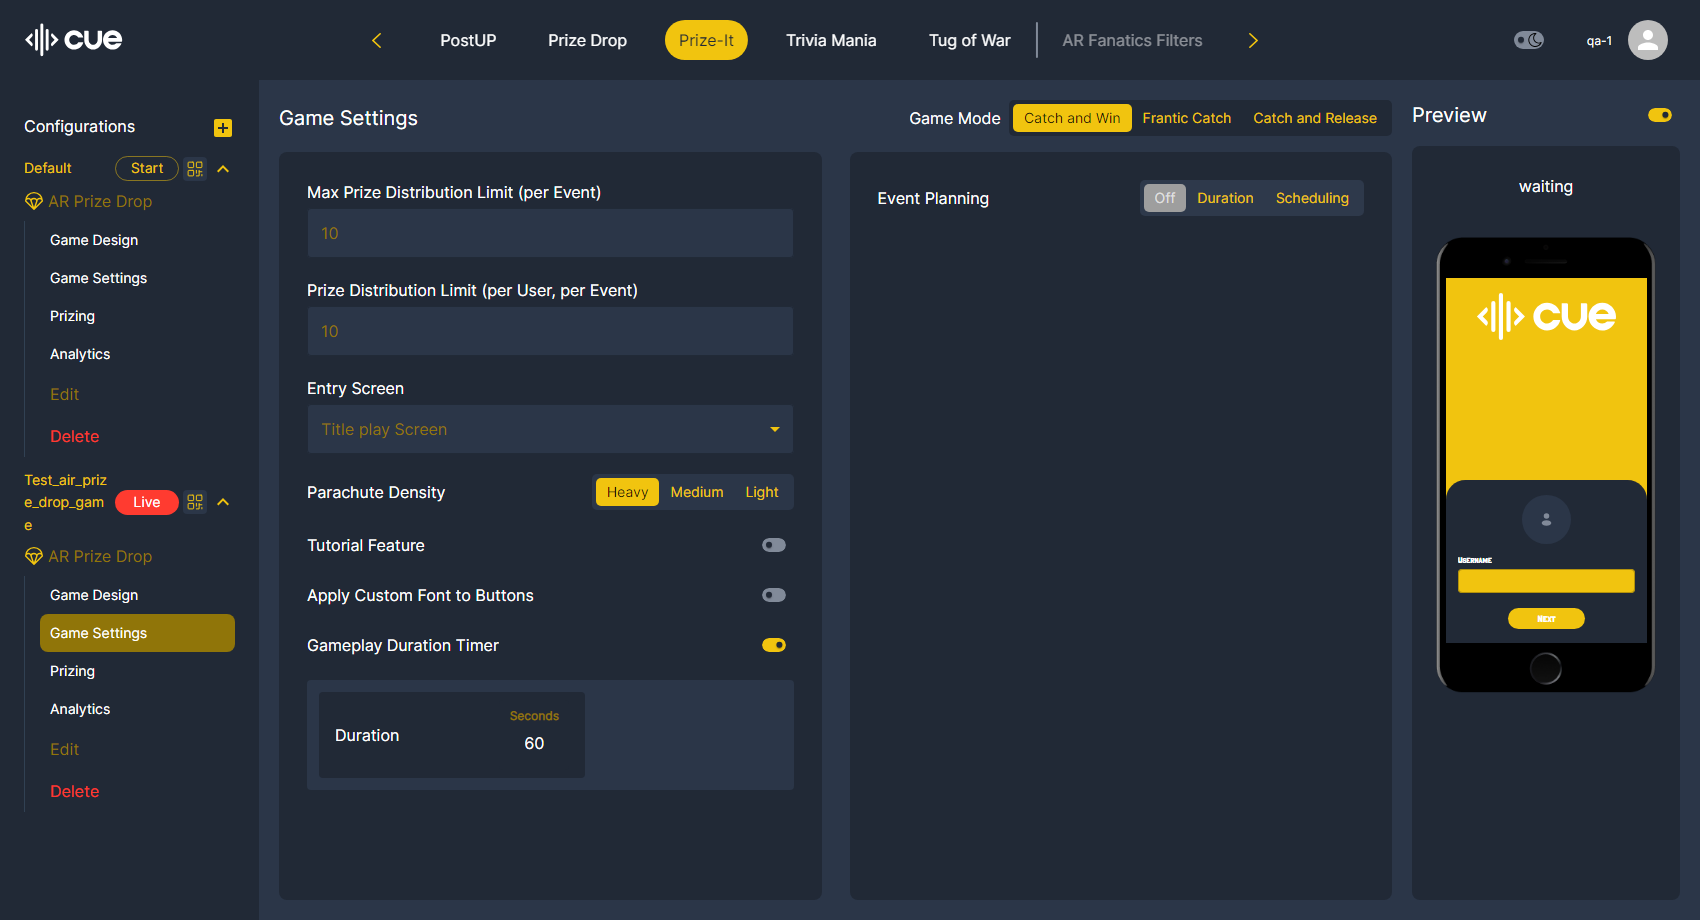 cue
PostUP
Prize Drop
Prize-It
Trivia Mania
Tug of War
AR Fanatics Filters
qa-1
Configurations
Default
Start
AR Prize Drop
Game Design
Game Settings
Prizing
Analytics
Edit
Delete
Test_air_priz
e_drop_gam
e
Live
AR Prize Drop
Game Design
Game Settings
Prizing
Analytics
Edit
Delete
Game Settings
Game Mode
Catch and Win
Frantic Catch
Catch and Release
Max Prize Distribution Limit (per Event)
10
Prize Distribution Limit (per User, per Event)
10
Entry Screen
Title play Screen
Parachute Density
Heavy
Medium
Light
Tutorial Feature
Apply Custom Font to Buttons
Gameplay Duration Timer
Duration
Seconds
60
Event Planning
Off
Duration
Scheduling
Preview
waiting
cue
Username
Next